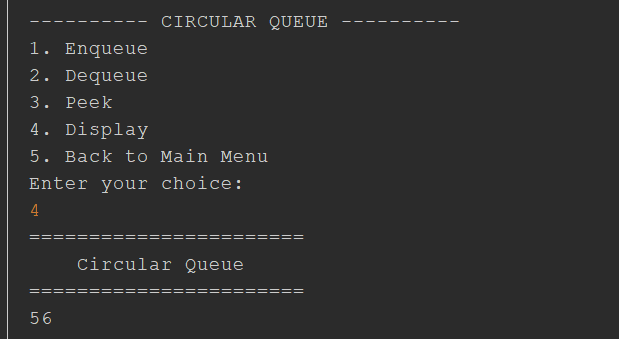 ---------- CIRCULAR QUEUE ----------
1. Enqueue
2. Dequeue
3. Peek
4. Display
5. Back to Main Menu
Enter your choice:
4
=======================
    Circular Queue
=======================
56